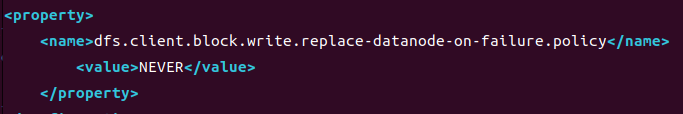 <property>
<name>dfs.client.block.write.replace-datanode-on-failure.policy</name>
<value>NEVER</value>
</property>